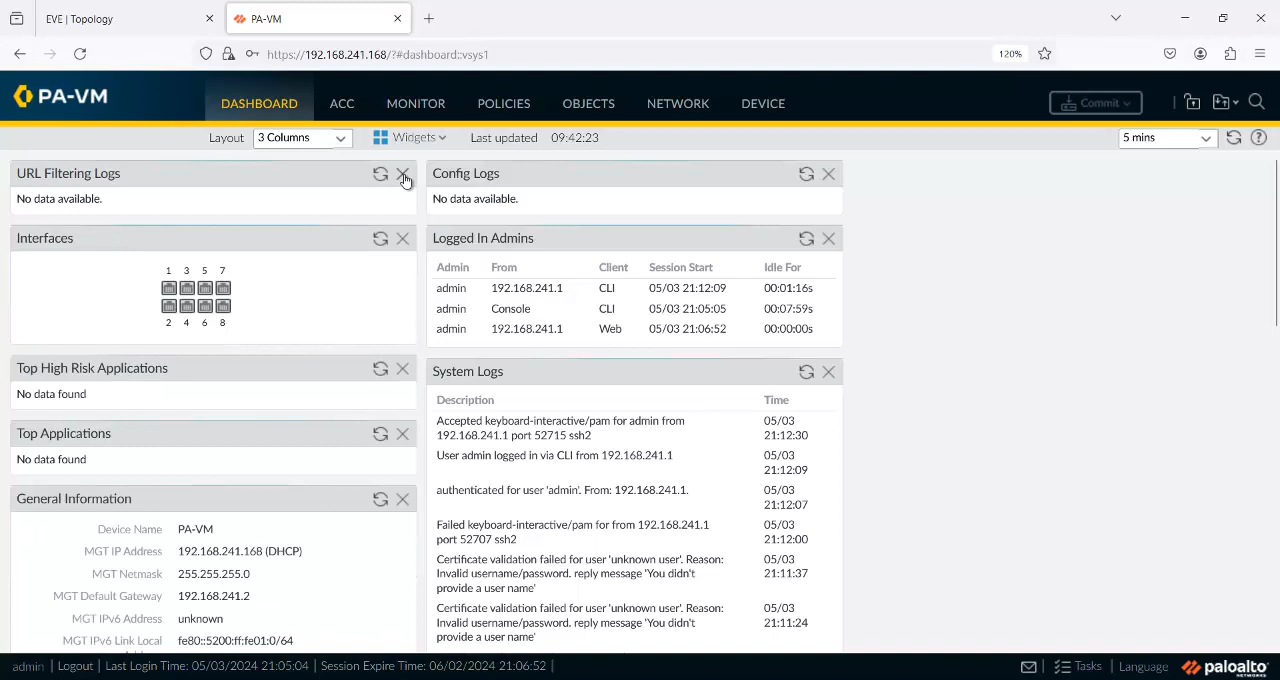 EVE | Topology
PA-VM
https://192.168.241.168/?#dashboard::vsys1
120%
PA-VM
DASHBOARD ACC MONITOR POLICIES OBJECTS NETWORK DEVICE
Commit
Layout 3 Columns Widgets Last updated 09:42:23
5 mins
URL Filtering Logs
No data available.
Interfaces
1 3 5 7
2 4 6 8
Top High Risk Applications
No data found
Top Applications
No data found
General Information
Device Name PA-VM
MGT IP Address 192.168.241.168 (DHCP)
MGT Netmask 255.255.255.0
MGT Default Gateway 192.168.241.2
MGT IPv6 Address unknown
MGT IPv6 Link Local fe80::5200:ff:fe01:0/64
Config Logs
No data available.
Logged In Admins
Admin From Client Session Start Idle For
admin 192.168.241.1 CLI 05/03 21:12:09 00:01:16s
admin Console CLI 05/03 21:05:05 00:07:59s
admin 192.168.241.1 Web 05/03 21:06:52 00:00:00s
System Logs
Description Time
Accepted keyboard-interactive/pam for admin from 05/03
192.168.241.1 port 52715 ssh2 21:12:30
User admin logged in via CLI from 192.168.241.1 05/03
21:12:09
authenticated for user 'admin'. From: 192.168.241.1. 05/03
21:12:07
Failed keyboard-interactive/pam for from 192.168.241.1 05/03
port 52707 ssh2 21:12:00
Certificate validation failed for user 'unknown user'. Reason: 05/03
Invalid username/password. reply message 'You didn't 21:11:37
provide a user name'
Certificate validation failed for user 'unknown user'. Reason: 05/03
Invalid username/password. reply message 'You didn't 21:11:24
provide a user name'
admin | Logout | Last Login Time: 05/03/2024 21:05:04 | Session Expire Time: 06/02/2024 21:06:52 |
Tasks | Language paloalto
NETWORKS